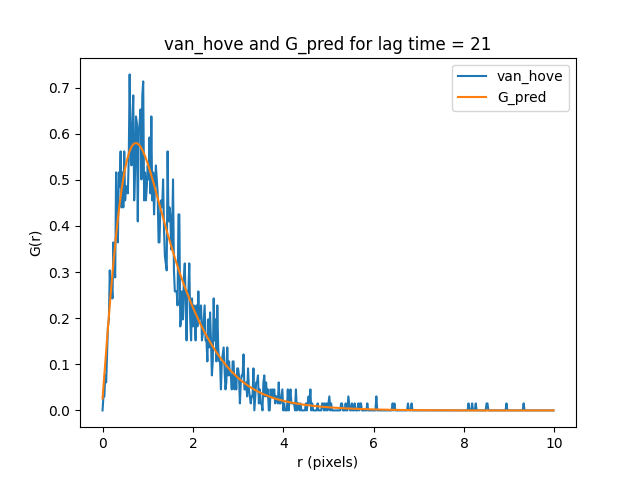 van_hove and G_pred for lag time = 21
van_hove
G_pred
G(r)
0.7
0.6
0.5
0.4
0.3
0.2
0.1
0.0
0 2 4 6 8 10
r (pixels)